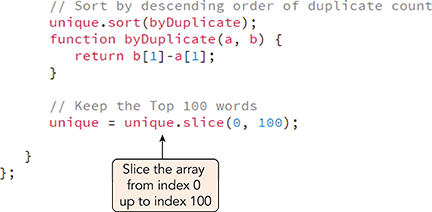 // Sort by descending order of duplicate count
unique.sort(byDuplicate);
function byDuplicate(a, b) {
return b[1]-a[1];
}
// Keep the Top 100 words
unique = unique.slice(0, 100);
}
};
Slice the array
from index 0
up to index 100